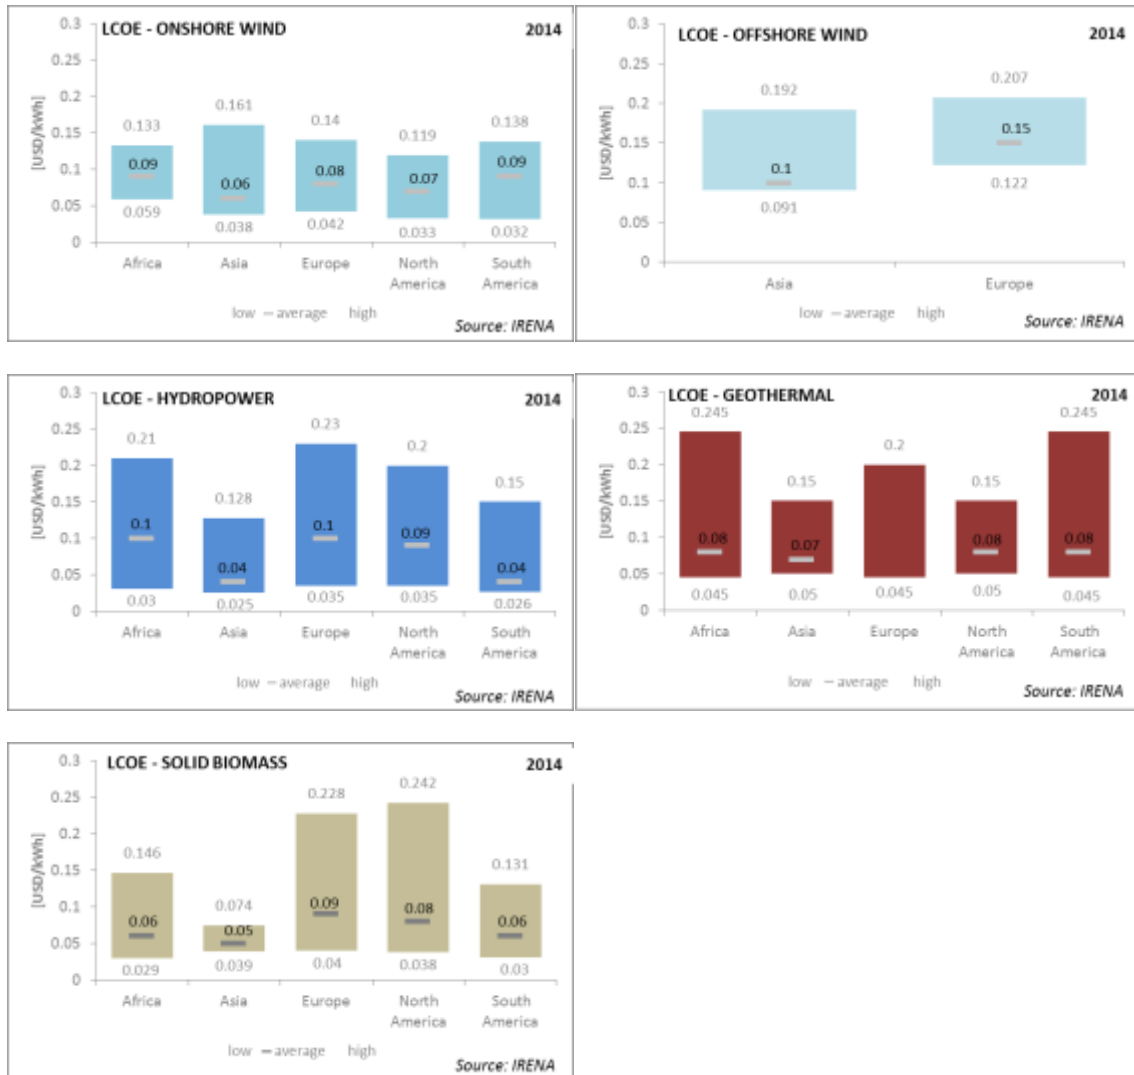 LCOE - ONSHORE WIND 2014
[USD/kWh]
0.3
0.25
0.2
0.15
0.1
0.05
0
0.133 0.161 0.14 0.119 0.138
0.09 0.06 0.08 0.07 0.09
0.059 0.038 0.042 0.033 0.032
Africa Asia Europe North America South America
low average high
Source: IRENA
LCOE - OFFSHORE WIND 2014
0.3
0.25
0.2
0.15
0.1
0.05
0
0.192 0.207
0.1 0.15
0.091 0.122
Asia Europe
low average high
Source: IRENA
LCOE - HYDROPOWER 2014
[USD/kWh]
0.3
0.25
0.2
0.15
0.1
0.05
0
0.21 0.128 0.23 0.2 0.15
0.1 0.04 0.1 0.09 0.04
0.03 0.025 0.035 0.035 0.026
Africa Asia Europe North America South America
low average high
Source: IRENA
LCOE - GEOTHERMAL 2014
[USD/kWh]
0.3
0.25
0.2
0.15
0.1
0.05
0
0.245 0.15 0.2 0.15 0.245
0.08 0.07 0.08 0.08
0.045 0.05 0.045 0.05 0.045
Africa Asia Europe North America South America
low average high
Source: IRENA
LCOE - SOLID BIOMASS 2014
[USD/kWh]
0.3
0.25
0.2
0.15
0.1
0.05
0
0.146 0.074 0.228 0.242 0.131
0.06 0.05 0.09 0.08 0.06
0.029 0.039 0.04 0.038 0.03
Africa Asia Europe North America South America
low average high
Source: IRENA